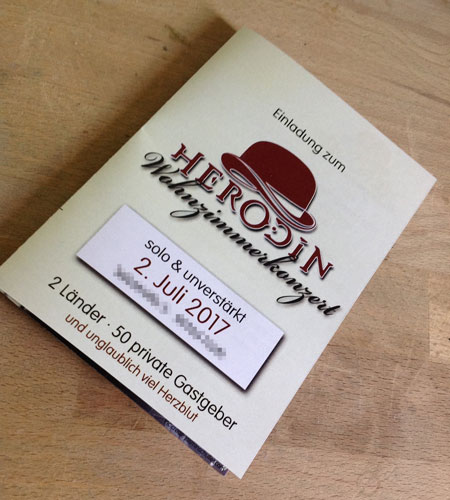 Einladung zum
HERODIN
Wohnzimmerkonzert
solo & unverstärkt
2. Juli 2017
2 Länder · 50 private Gastgeber
und unglaublich viel Herzblut